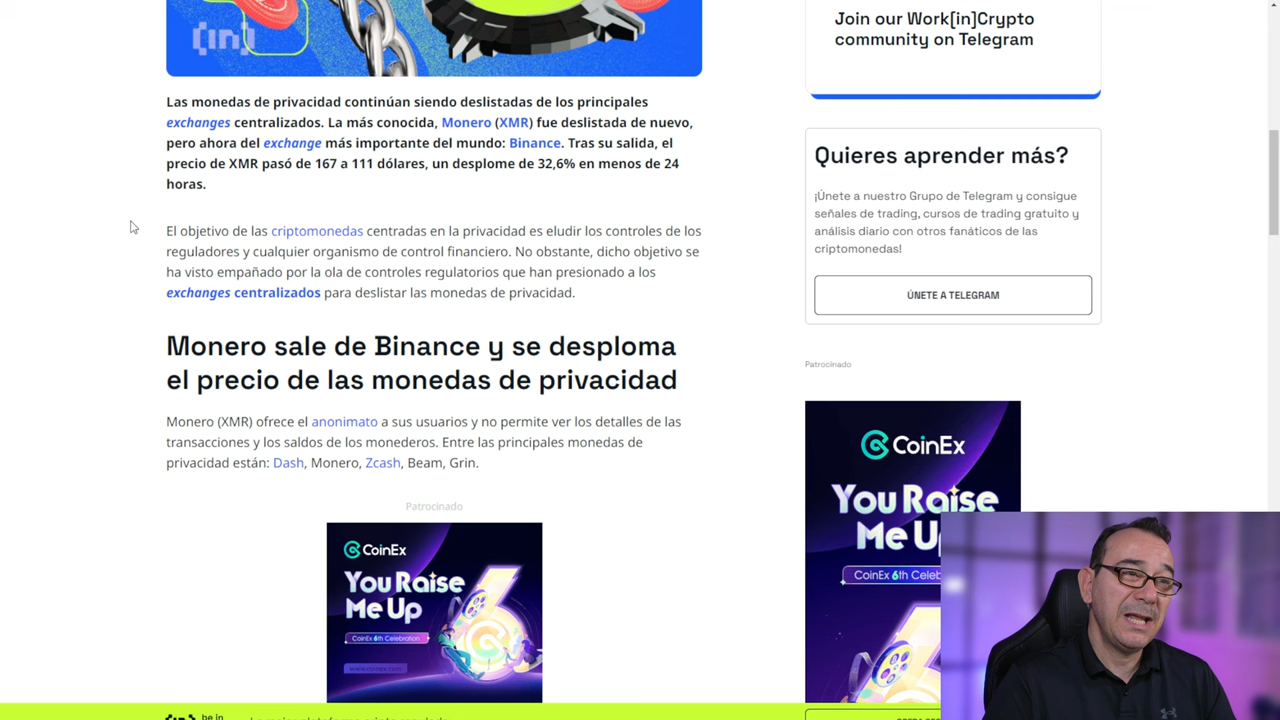 [in]
Las monedas de privacidad continúan siendo deslistadas de los principales
exchanges centralizados. La más conocida, Monero (XMR) fue deslistada de nuevo,
pero ahora del exchange más importante del mundo: Binance. Tras su salida, el
precio de XMR pasó de 167 a 111 dólares, un desplome de 32,6% en menos de 24
horas.
El objetivo de las criptomonedas centradas en la privacidad es eludir los controles de los
reguladores y cualquier organismo de control financiero. No obstante, dicho objetivo se
ha visto empañado por la ola de controles regulatorios que han presionado a los
exchanges centralizados para deslistar las monedas de privacidad.
Monero sale de Binance y se desploma
el precio de las monedas de privacidad
Monero (XMR) ofrece el anonimato a sus usuarios y no permite ver los detalles de las
transacciones y los saldos de los monederos. Entre las principales monedas de
privacidad están: Dash, Monero, Zcash, Beam, Grin.
Patrocinado
CoinEx
You Raise
Me Up
CoinEx 6th Celebration
www.coinex.com
[in] be in
Join our Work[in]Crypto
community on Telegram
Quieres aprender más?
¡Únete a nuestro Grupo de Telegram y consigue
señales de trading, cursos de trading gratuito y
análisis diario con otros fanáticos de las
criptomonedas!
ÚNETE A TELEGRAM
Patrocinado
CoinEx
You Raise
Me U
CoinEx 6th Celeb